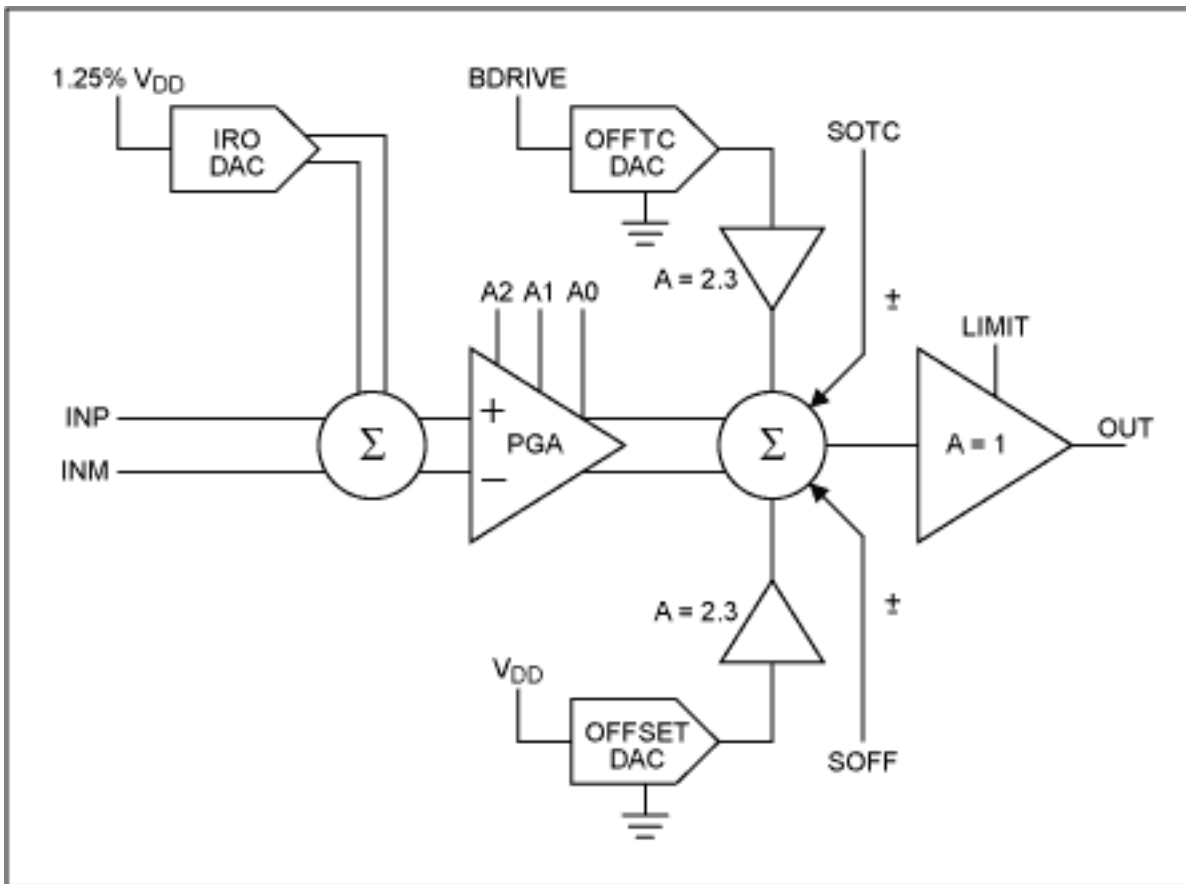 1.25% VDD
BDRIVE
IRO
DAC
OFFTC
DAC
SOTC
A = 2.3
±
A2 A1 A0
LIMIT
INP
INM
Σ
+
PGA
−
Σ
A = 1
OUT
A = 2.3
±
VDD
OFFSET
DAC
SOFF